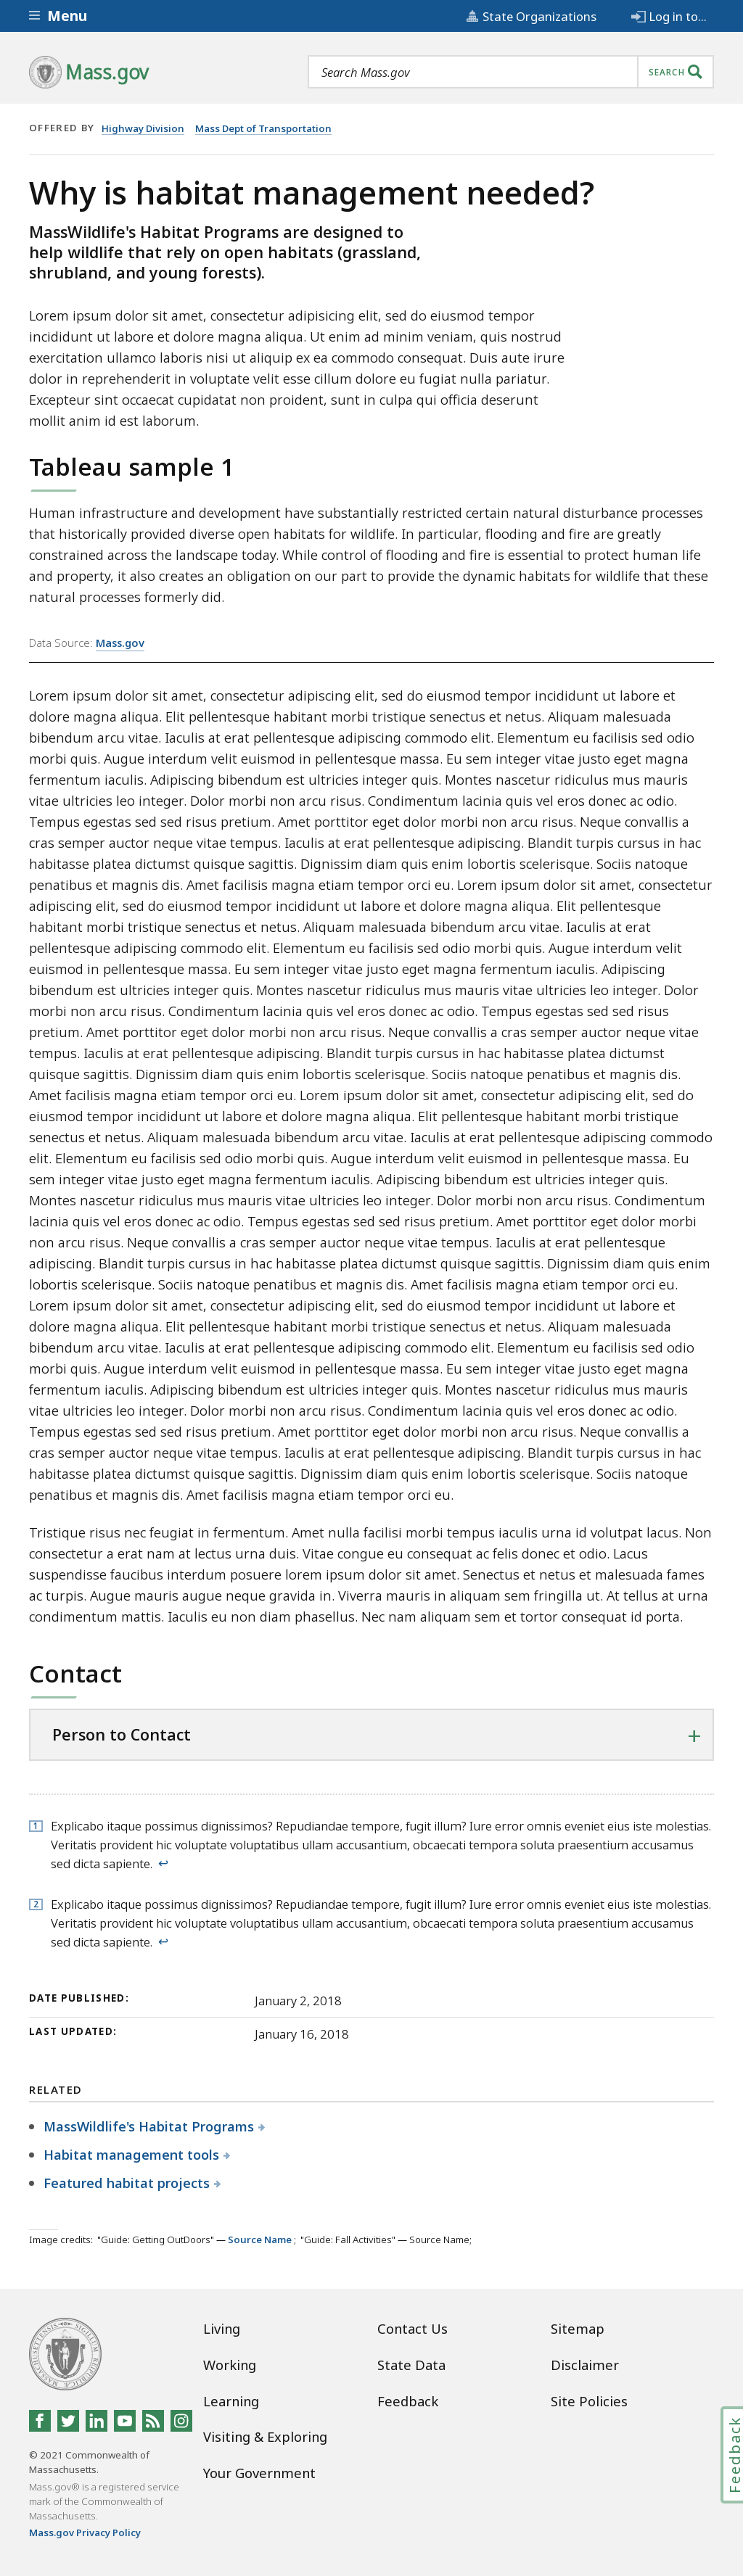 Menu
State Organizations
Log in to...
Mass.gov
Search Mass.gov
SEARCH
OFFERED BY Highway Division Mass Dept of Transportation
Why is habitat management needed?
MassWildlife's Habitat Programs are designed to
help wildlife that rely on open habitats (grassland,
shrubland, and young forests).
Lorem ipsum dolor sit amet, consectetur adipisicing elit, sed do eiusmod tempor
incididunt ut labore et dolore magna aliqua. Ut enim ad minim veniam, quis nostrud
exercitation ullamco laboris nisi ut aliquip ex ea commodo consequat. Duis aute irure
dolor in reprehenderit in voluptate velit esse cillum dolore eu fugiat nulla pariatur.
Excepteur sint occaecat cupidatat non proident, sunt in culpa qui officia deserunt
mollit anim id est laborum.
Tableau sample 1
Human infrastructure and development have substantially restricted certain natural disturbance processes
that historically provided diverse open habitats for wildlife. In particular, flooding and fire are greatly
constrained across the landscape today. While control of flooding and fire is essential to protect human life
and property, it also creates an obligation on our part to provide the dynamic habitats for wildlife that these
natural processes formerly did.
Data Source: Mass.gov
Lorem ipsum dolor sit amet, consectetur adipiscing elit, sed do eiusmod tempor incididunt ut labore et
dolore magna aliqua. Elit pellentesque habitant morbi tristique senectus et netus. Aliquam malesuada
bibendum arcu vitae. Iaculis at erat pellentesque adipiscing commodo elit. Elementum eu facilisis sed odio
morbi quis. Augue interdum velit euismod in pellentesque massa. Eu sem integer vitae justo eget magna
fermentum iaculis. Adipiscing bibendum est ultricies integer quis. Montes nascetur ridiculus mus mauris
vitae ultricies leo integer. Dolor morbi non arcu risus. Condimentum lacinia quis vel eros donec ac odio.
Tempus egestas sed sed risus pretium. Amet porttitor eget dolor morbi non arcu risus. Neque convallis a
cras semper auctor neque vitae tempus. Iaculis at erat pellentesque adipiscing. Blandit turpis cursus in hac
habitasse platea dictumst quisque sagittis. Dignissim diam quis enim lobortis scelerisque. Sociis natoque
penatibus et magnis dis. Amet facilisis magna etiam tempor orci eu. Lorem ipsum dolor sit amet, consectetur
adipiscing elit, sed do eiusmod tempor incididunt ut labore et dolore magna aliqua. Elit pellentesque
habitant morbi tristique senectus et netus. Aliquam malesuada bibendum arcu vitae. Iaculis at erat
pellentesque adipiscing commodo elit. Elementum eu facilisis sed odio morbi quis. Augue interdum velit
euismod in pellentesque massa. Eu sem integer vitae justo eget magna fermentum iaculis. Adipiscing
bibendum est ultricies integer quis. Montes nascetur ridiculus mus mauris vitae ultricies leo integer. Dolor
morbi non arcu risus. Condimentum lacinia quis vel eros donec ac odio. Tempus egestas sed sed risus
pretium. Amet porttitor eget dolor morbi non arcu risus. Neque convallis a cras semper auctor neque vitae
tempus. Iaculis at erat pellentesque adipiscing. Blandit turpis cursus in hac habitasse platea dictumst
quisque sagittis. Dignissim diam quis enim lobortis scelerisque. Sociis natoque penatibus et magnis dis.
Amet facilisis magna etiam tempor orci eu. Lorem ipsum dolor sit amet, consectetur adipiscing elit, sed do
eiusmod tempor incididunt ut labore et dolore magna aliqua. Elit pellentesque habitant morbi tristique
senectus et netus. Aliquam malesuada bibendum arcu vitae. Iaculis at erat pellentesque adipiscing commodo
elit. Elementum eu facilisis sed odio morbi quis. Augue interdum velit euismod in pellentesque massa. Eu
sem integer vitae justo eget magna fermentum iaculis. Adipiscing bibendum est ultricies integer quis.
Montes nascetur ridiculus mus mauris vitae ultricies leo integer. Dolor morbi non arcu risus. Condimentum
lacinia quis vel eros donec ac odio. Tempus egestas sed sed risus pretium. Amet porttitor eget dolor morbi
non arcu risus. Neque convallis a cras semper auctor neque vitae tempus. Iaculis at erat pellentesque
adipiscing. Blandit turpis cursus in hac habitasse platea dictumst quisque sagittis. Dignissim diam quis enim
lobortis scelerisque. Sociis natoque penatibus et magnis dis. Amet facilisis magna etiam tempor orci eu.
Lorem ipsum dolor sit amet, consectetur adipiscing elit, sed do eiusmod tempor incididunt ut labore et
dolore magna aliqua. Elit pellentesque habitant morbi tristique senectus et netus. Aliquam malesuada
bibendum arcu vitae. Iaculis at erat pellentesque adipiscing commodo elit. Elementum eu facilisis sed odio
morbi quis. Augue interdum velit euismod in pellentesque massa. Eu sem integer vitae justo eget magna
fermentum iaculis. Adipiscing bibendum est ultricies integer quis. Montes nascetur ridiculus mus mauris
vitae ultricies leo integer. Dolor morbi non arcu risus. Condimentum lacinia quis vel eros donec ac odio.
Tempus egestas sed sed risus pretium. Amet porttitor eget dolor morbi non arcu risus. Neque convallis a
cras semper auctor neque vitae tempus. Iaculis at erat pellentesque adipiscing. Blandit turpis cursus in hac
habitasse platea dictumst quisque sagittis. Dignissim diam quis enim lobortis scelerisque. Sociis natoque
penatibus et magnis dis. Amet facilisis magna etiam tempor orci eu.
Tristique risus nec feugiat in fermentum. Amet nulla facilisi morbi tempus iaculis urna id volutpat lacus. Non
consectetur a erat nam at lectus urna duis. Vitae congue eu consequat ac felis donec et odio. Lacus
suspendisse faucibus interdum posuere lorem ipsum dolor sit amet. Senectus et netus et malesuada fames
ac turpis. Augue mauris augue neque gravida in. Viverra mauris in aliquam sem fringilla ut. At tellus at urna
condimentum mattis. Iaculis eu non diam phasellus. Nec nam aliquam sem et tortor consequat id porta.
Contact
Person to Contact
1 Explicabo itaque possimus dignissimos? Repudiandae tempore, fugit illum? Iure error omnis eveniet eius iste molestias.
Veritatis provident hic voluptate voluptatibus ullam accusantium, obcaecati tempora soluta praesentium accusamus
sed dicta sapiente. ↩
2 Explicabo itaque possimus dignissimos? Repudiandae tempore, fugit illum? Iure error omnis eveniet eius iste molestias.
Veritatis provident hic voluptate voluptatibus ullam accusantium, obcaecati tempora soluta praesentium accusamus
sed dicta sapiente. ↩
DATE PUBLISHED: January 2, 2018
LAST UPDATED: January 16, 2018
RELATED
MassWildlife's Habitat Programs
Habitat management tools
Featured habitat projects
Image credits: "Guide: Getting OutDoors" — Source Name ; "Guide: Fall Activities" — Source Name;
Living
Working
Learning
Visiting & Exploring
Your Government
Contact Us
State Data
Feedback
Sitemap
Disclaimer
Site Policies
© 2021 Commonwealth of
Massachusetts.
Mass.gov® is a registered service
mark of the Commonwealth of
Massachusetts.
Mass.gov Privacy Policy
Feedback